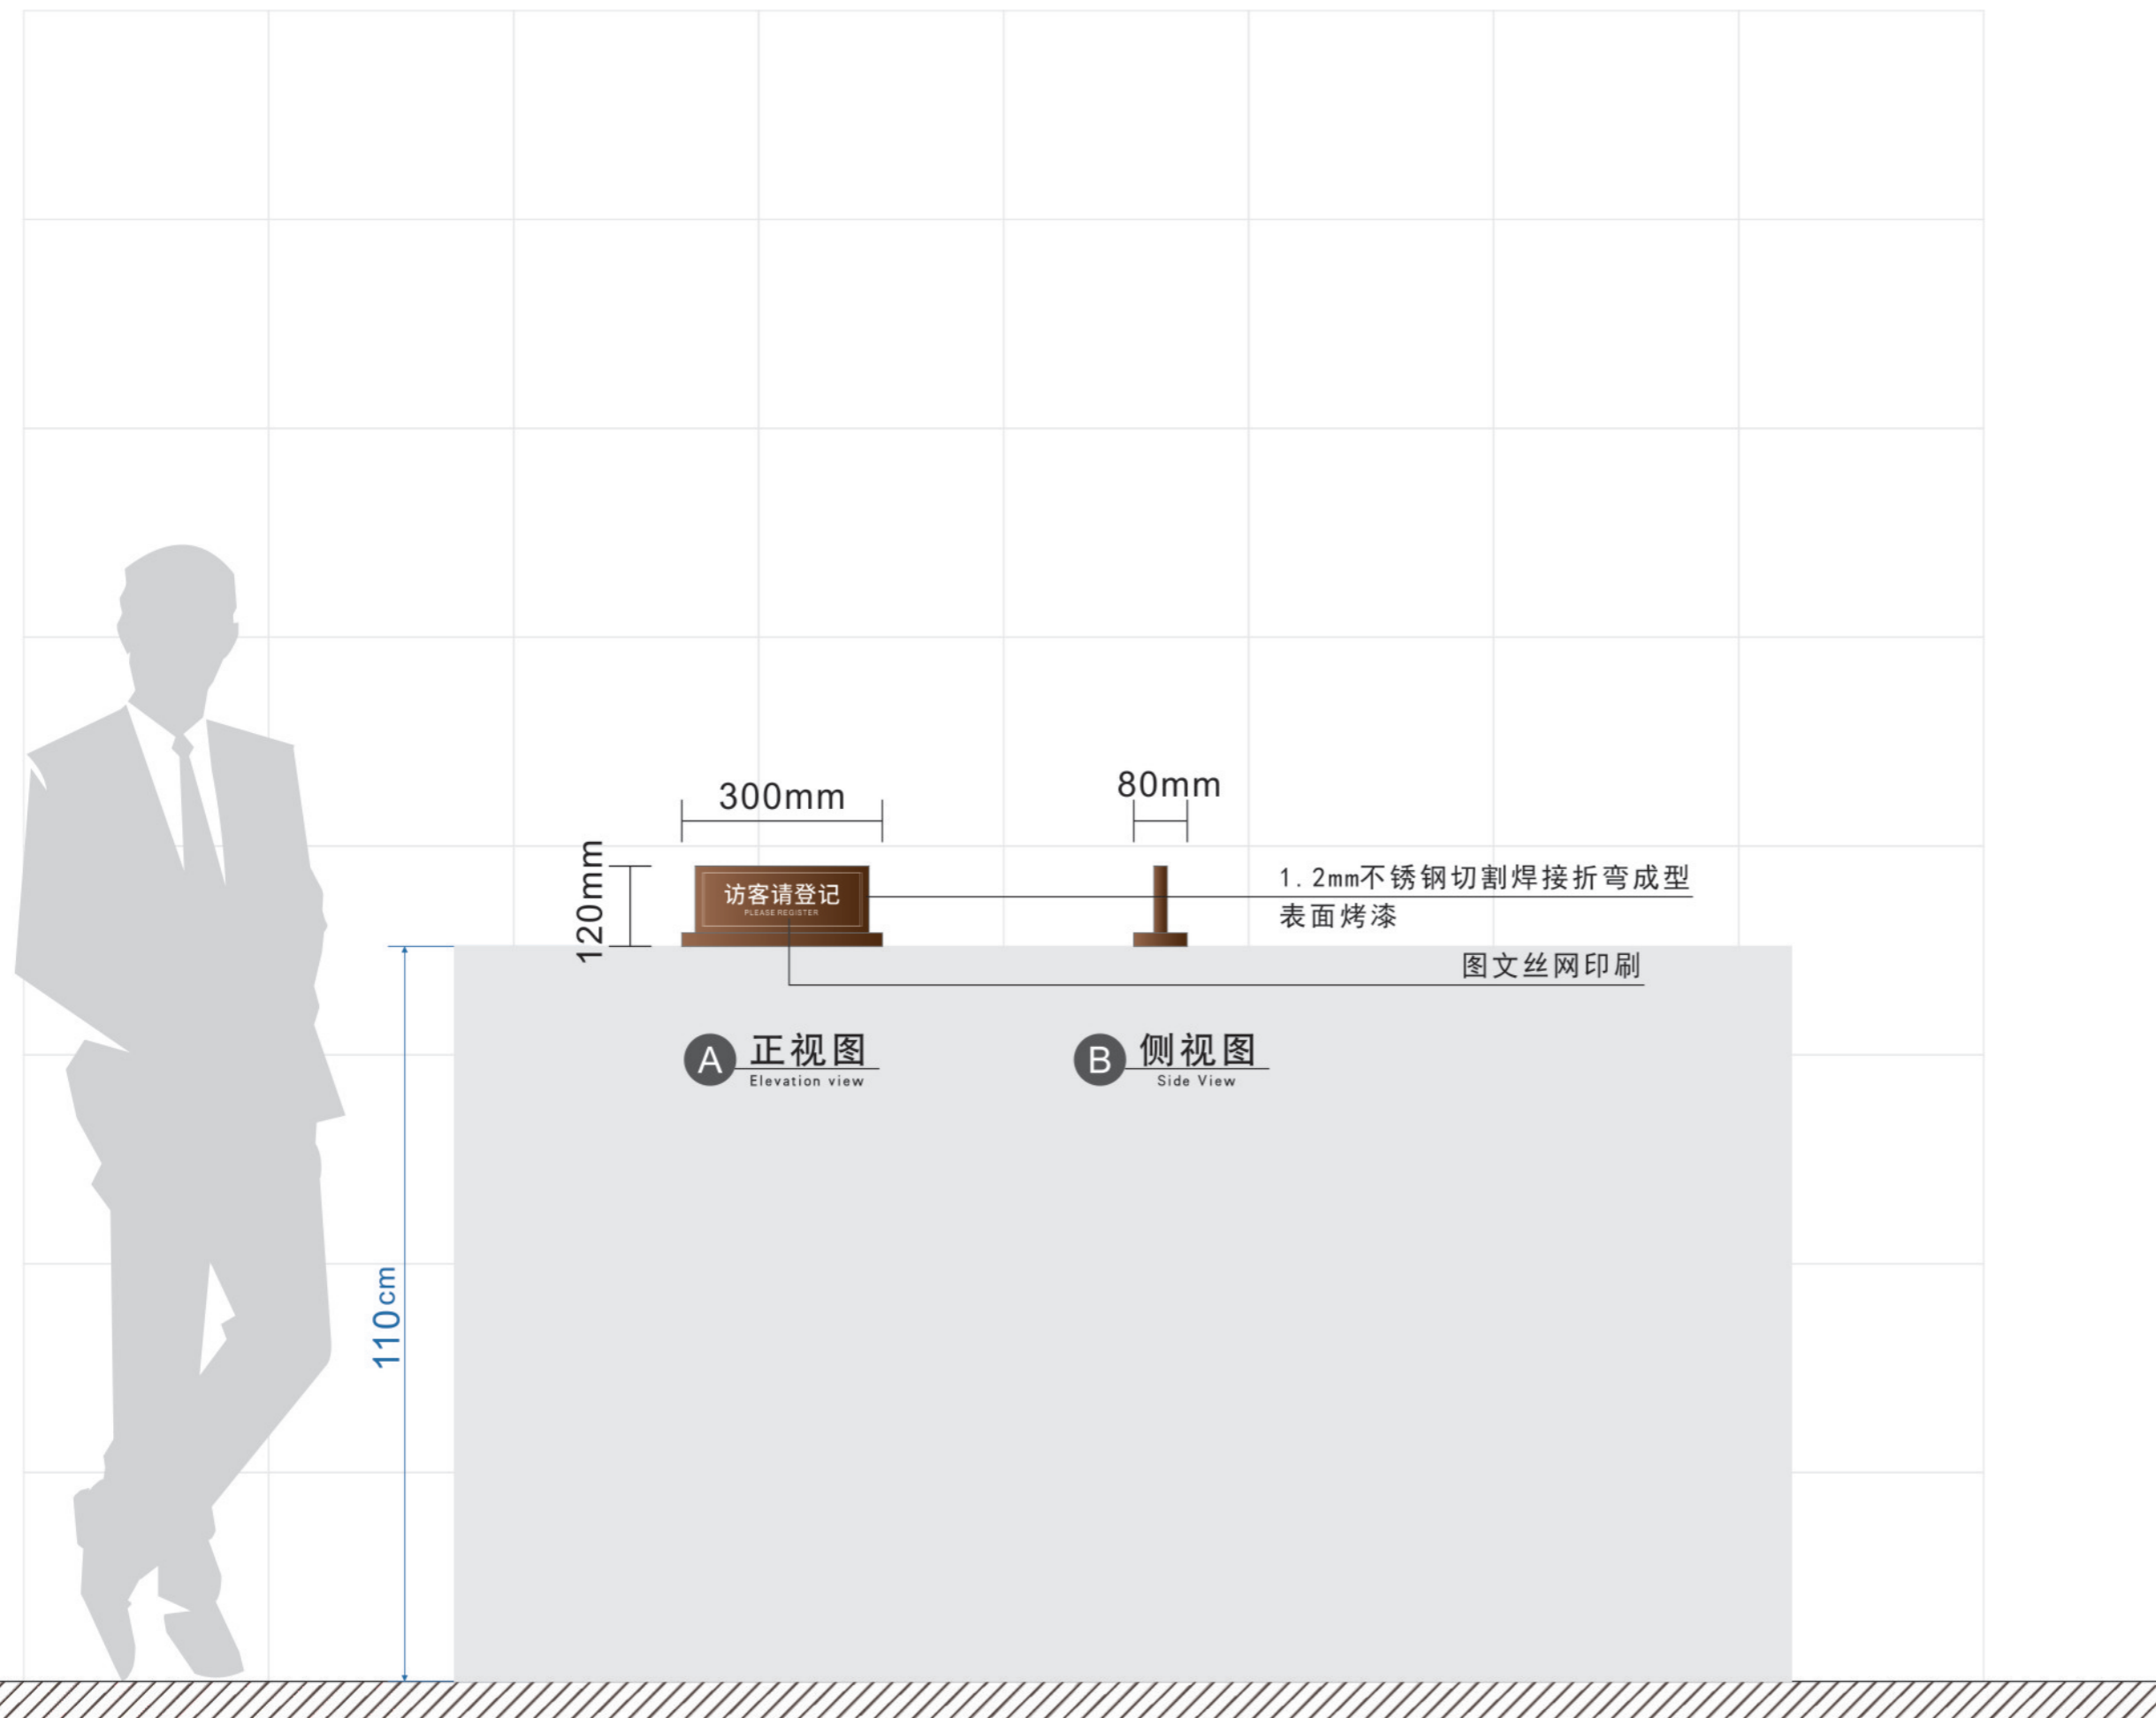 300mm
80mm
120mm
访客请登记
PLEASE REGISTER
1.2mm不锈钢切割焊接折弯成型
表面烤漆
图文丝网印刷
A 正视图
Elevation view
B 侧视图
Side View
110cm